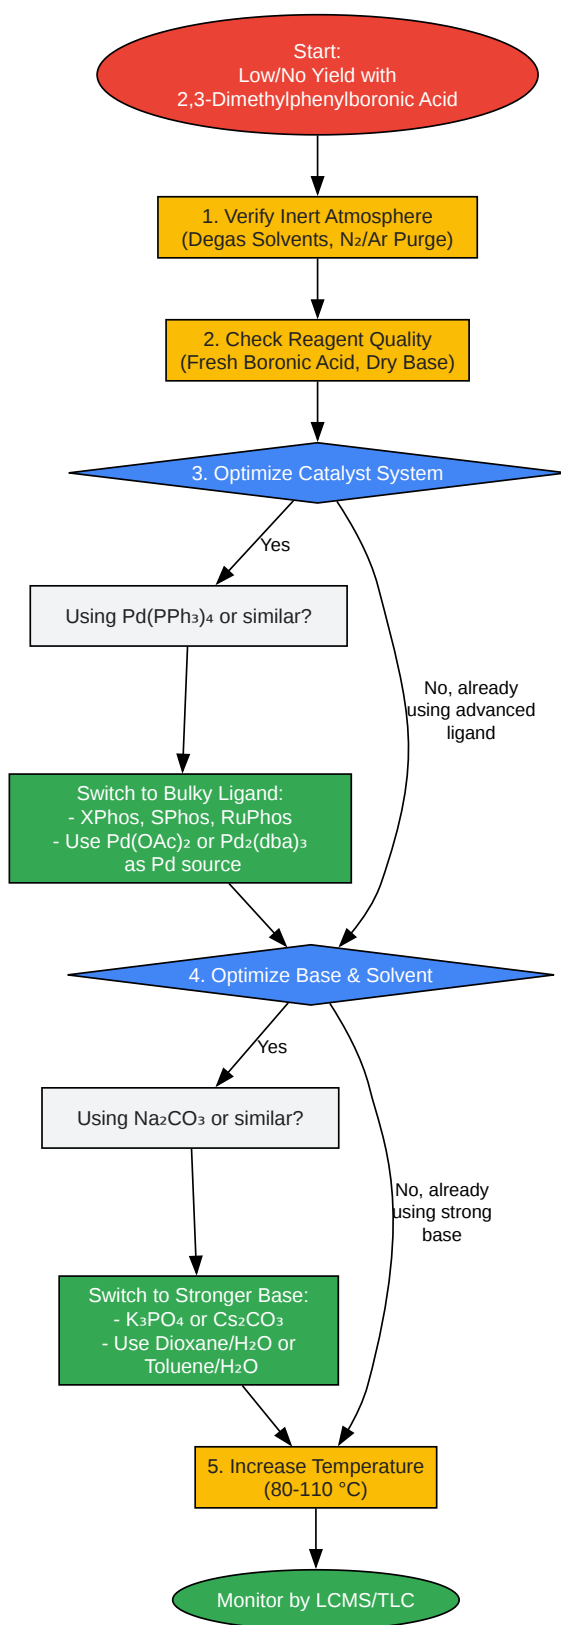 Start:
Low/No Yield with
2,3-Dimethylphenylboronic Acid
1. Verify Inert Atmosphere
(Degas Solvents, N₂/Ar Purge)
2. Check Reagent Quality
(Fresh Boronic Acid, Dry Base)
3. Optimize Catalyst System
Yes
Using Pd(PPh₃)₄ or similar?
No, already
using advanced
ligand
Switch to Bulky Ligand:
- XPhos, SPhos, RuPhos
- Use Pd(OAc)₂ or Pd₂(dba)₃
as Pd source
4. Optimize Base & Solvent
Yes
Using Na₂CO₃ or similar?
No, already
using strong
base
Switch to Stronger Base:
- K₃PO₄ or Cs₂CO₃
- Use Dioxane/H₂O or
Toluene/H₂O
5. Increase Temperature
(80-110 °C)
Monitor by LCMS/TLC